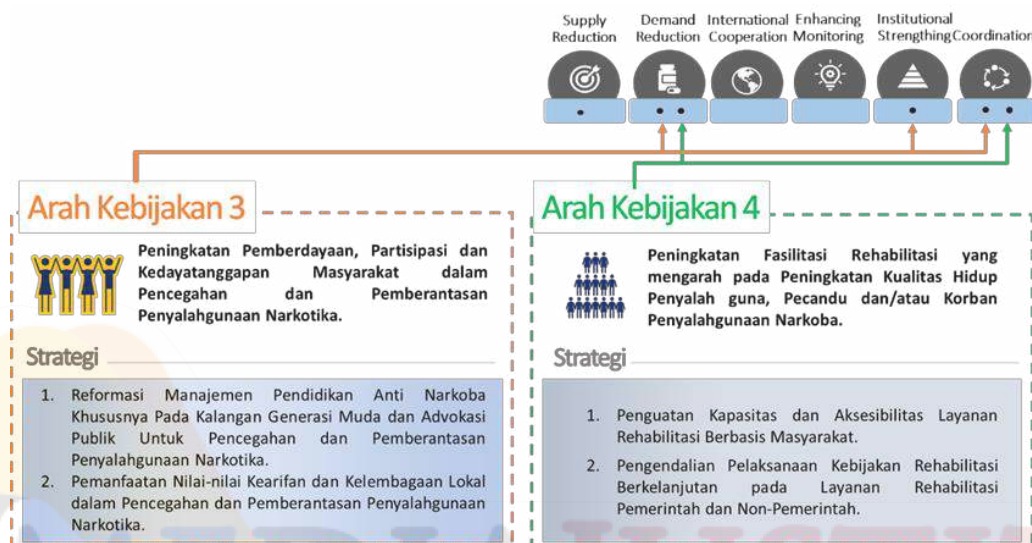 Supply Reduction
Demand Reduction
International Cooperation
Enhancing Monitoring
Institutional Strengthing
Coordination
Arah Kebijakan 3
Peningkatan Pemberdayaan, Partisipasi dan
Kedayatanggapan Masyarakat dalam
Pencegahan dan Pemberantasan
Penyalahgunaan Narkotika.
Strategi
1. Reformasi Manajemen Pendidikan Anti Narkoba
Khususnya Pada Kalangan Generasi Muda dan Advokasi
Publik Untuk Pencegahan dan Pemberantasan
Penyalahgunaan Narkotika.
2. Pemanfaatan Nilai-nilai Kearifan dan Kelembagaan Lokal
dalam Pencegahan dan Pemberantasan Penyalahgunaan
Narkotika.
Arah Kebijakan 4
Peningkatan Fasilitasi Rehabilitasi yang
mengarah pada Peningkatan Kualitas Hidup
Penyalah guna, Pecandu dan/atau Korban
Penyalahgunaan Narkoba.
Strategi
1. Penguatan Kapasitas dan Aksesibilitas Layanan
Rehabilitasi Berbasis Masyarakat.
2. Pengendalian Pelaksanaan Kebijakan Rehabilitasi
Berkelanjutan pada Layanan Rehabilitasi
Pemerintah dan Non-Pemerintah.